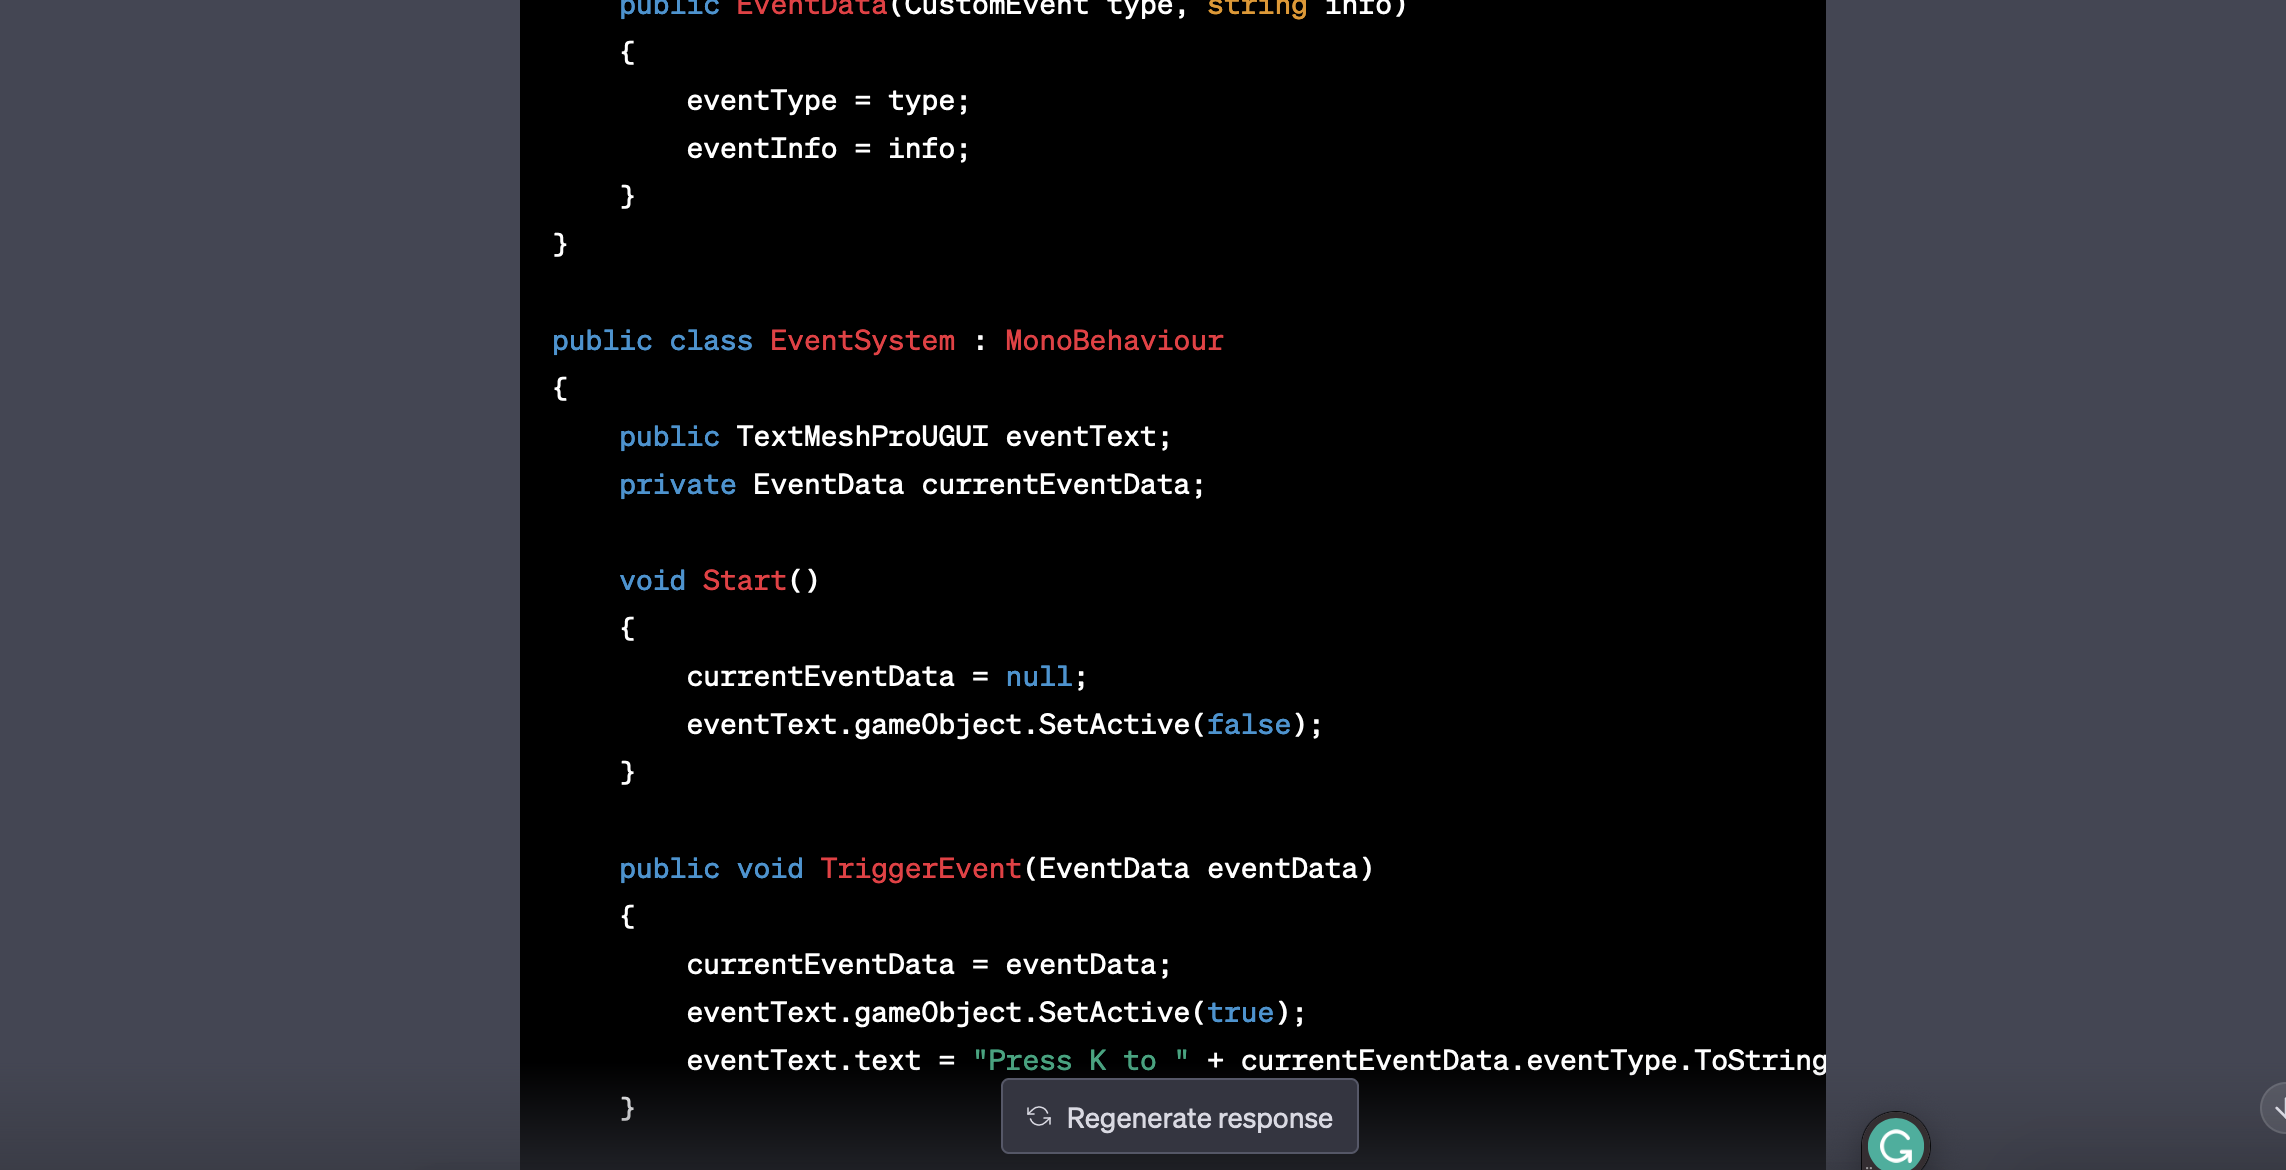 public EventData(CustomEvent type, string info)
    {
        eventType = type;
        eventInfo = info;
    }
}

public class EventSystem : MonoBehaviour
{
    public TextMeshProUGUI eventText;
    private EventData currentEventData;

    void Start()
    {
        currentEventData = null;
        eventText.gameObject.SetActive(false);
    }

    public void TriggerEvent(EventData eventData)
    {
        currentEventData = eventData;
        eventText.gameObject.SetActive(true);
        eventText.text = "Press K to " + currentEventData.eventType.ToString
    }
Regenerate response